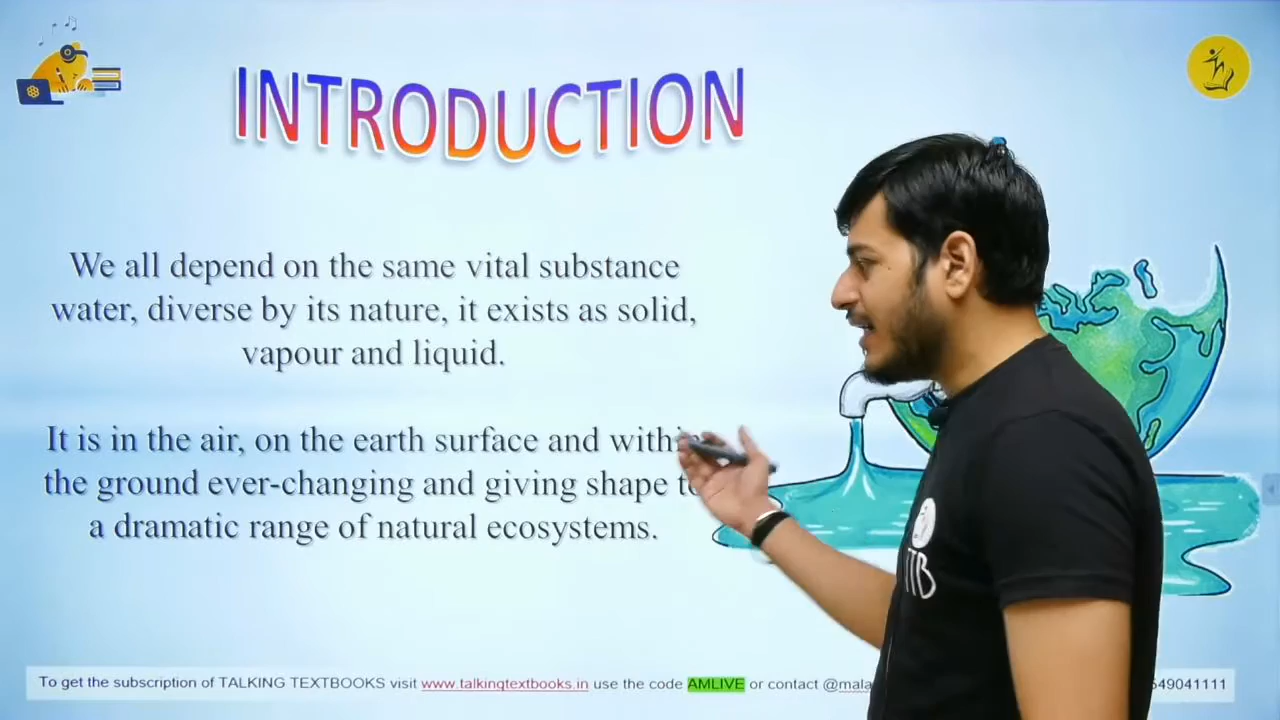 INTRODUCTION
We all depend on the same vital substance
water, diverse by its nature, it exists as solid,
vapour and liquid.
It is in the air, on the earth surface and
the ground ever-changing and giving shape
a dramatic range of natural ecosystems.
TTB
To get the subscription of TALKING TEXTBOOKS visit www.talkingtextbooks.in use the code AMLIVE or contact @mala 549041111